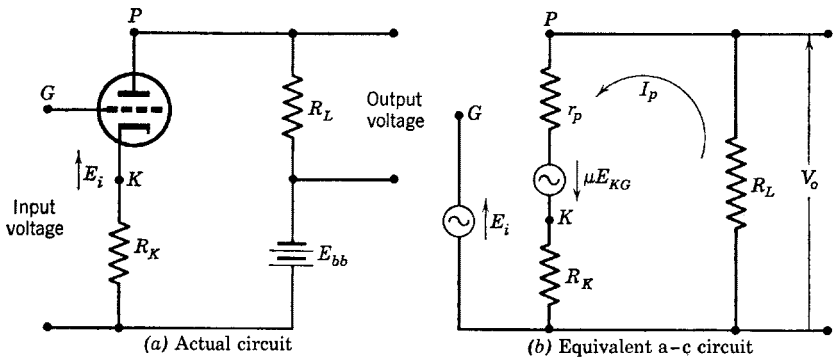 P
G
R_L
Output
voltage
E_i
K
Input
voltage
R_K
E_bb
(a) Actual circuit
P
G
r_p
I_p
μE_KG
R_L
V_o
E_i
K
R_K
(b) Equivalent a-c circuit